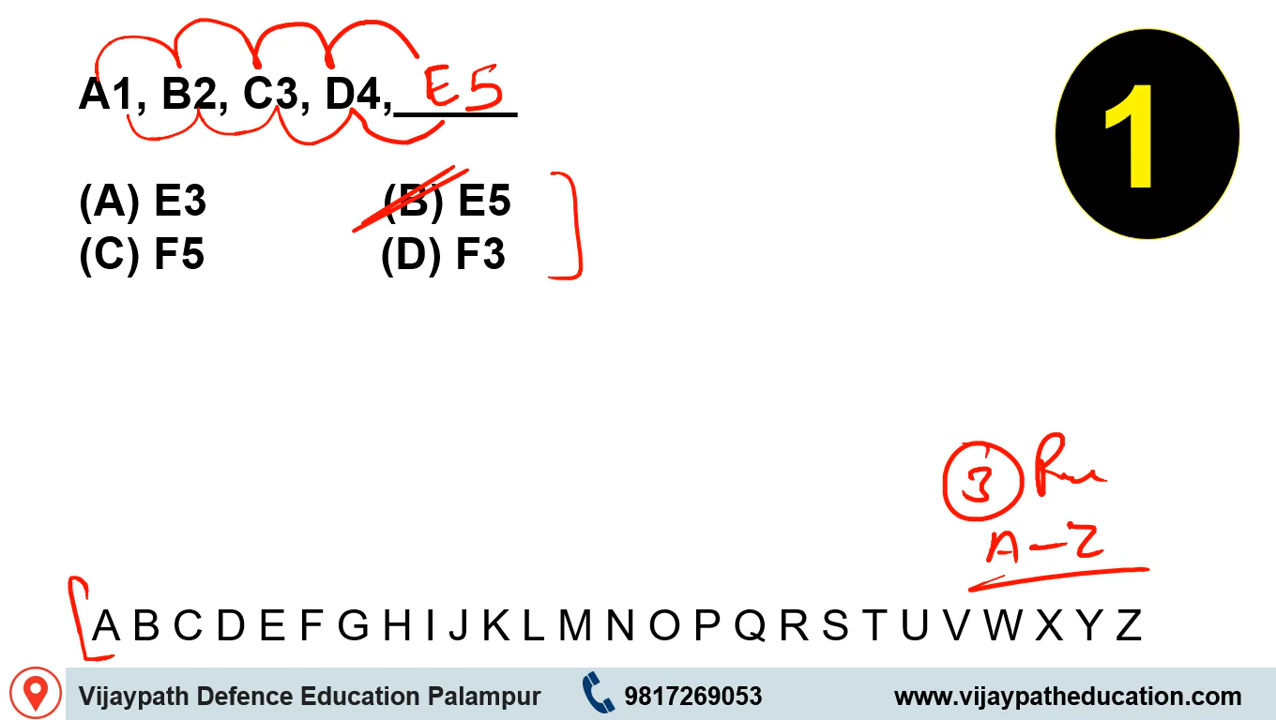 A1, B2, C3, D4, E5
1
(A) E3 (B) E5
(C) F5 (D) F3
3
A-Z
A B C D E F G H I J K L M N O P Q R S T U V W X Y Z
Vijaypath Defence Education Palampur 9817269053 www.vijaypatheducation.com